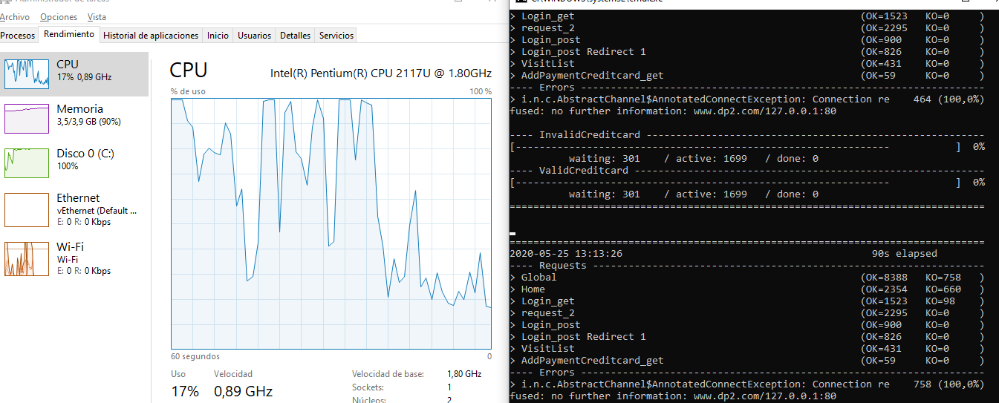 Administrador de tareas
Archivo Opciones Vista
Procesos Rendimiento Historial de aplicaciones Inicio Usuarios Detalles Servicios
CPU
17% 0,89 GHz
Memoria
3,5/3,9 GB (90%)
Disco 0 (C:)
100%
Ethernet
vEthernet (Default ...
E: 0 R: 0 Kbps
Wi-Fi
Wi-Fi
E: 0 R: 0 Kbps
CPU Intel(R) Pentium(R) CPU 2117U @ 1.80GHz
% de uso 100 %
60 segundos 0
Uso Velocidad Velocidad de base: 1,80 GHz
17% 0,89 GHz Sockets: 1
Núcleos: 2
> Login_get (OK=1523 KO=0 )
> request_2 (OK=2295 KO=0 )
> Login_post (OK=900 KO=0 )
> Login_post Redirect 1 (OK=826 KO=0 )
> VisitList (OK=431 KO=0 )
> AddPaymentCreditcard_get (OK=59 KO=0 )
---- Errors --------------------------------------------------------------------
> i.n.c.AbstractChannel$AnnotatedConnectException: Connection re 464 (100,0%)
fused: no further information: www.dp2.com/127.0.0.1:80
---- InvalidCreditcard ---------------------------------------------------------
[--------------------------------------------------------------- ] 0%
waiting: 301 / active: 1699 / done: 0
---- ValidCreditcard -----------------------------------------------------------
[--------------------------------------------------------------- ] 0%
waiting: 301 / active: 1699 / done: 0
================================================================================
================================================================================
2020-05-25 13:13:26 90s elapsed
---- Requests ------------------------------------------------------------------
> Global (OK=8388 KO=758 )
> Home (OK=2354 KO=660 )
> Login_get (OK=1523 KO=98 )
> request_2 (OK=2295 KO=0 )
> Login_post (OK=900 KO=0 )
> Login_post Redirect 1 (OK=826 KO=0 )
> VisitList (OK=431 KO=0 )
> AddPaymentCreditcard_get (OK=59 KO=0 )
---- Errors --------------------------------------------------------------------
> i.n.c.AbstractChannel$AnnotatedConnectException: Connection re 758 (100,0%)
fused: no further information: www.dp2.com/127.0.0.1:80